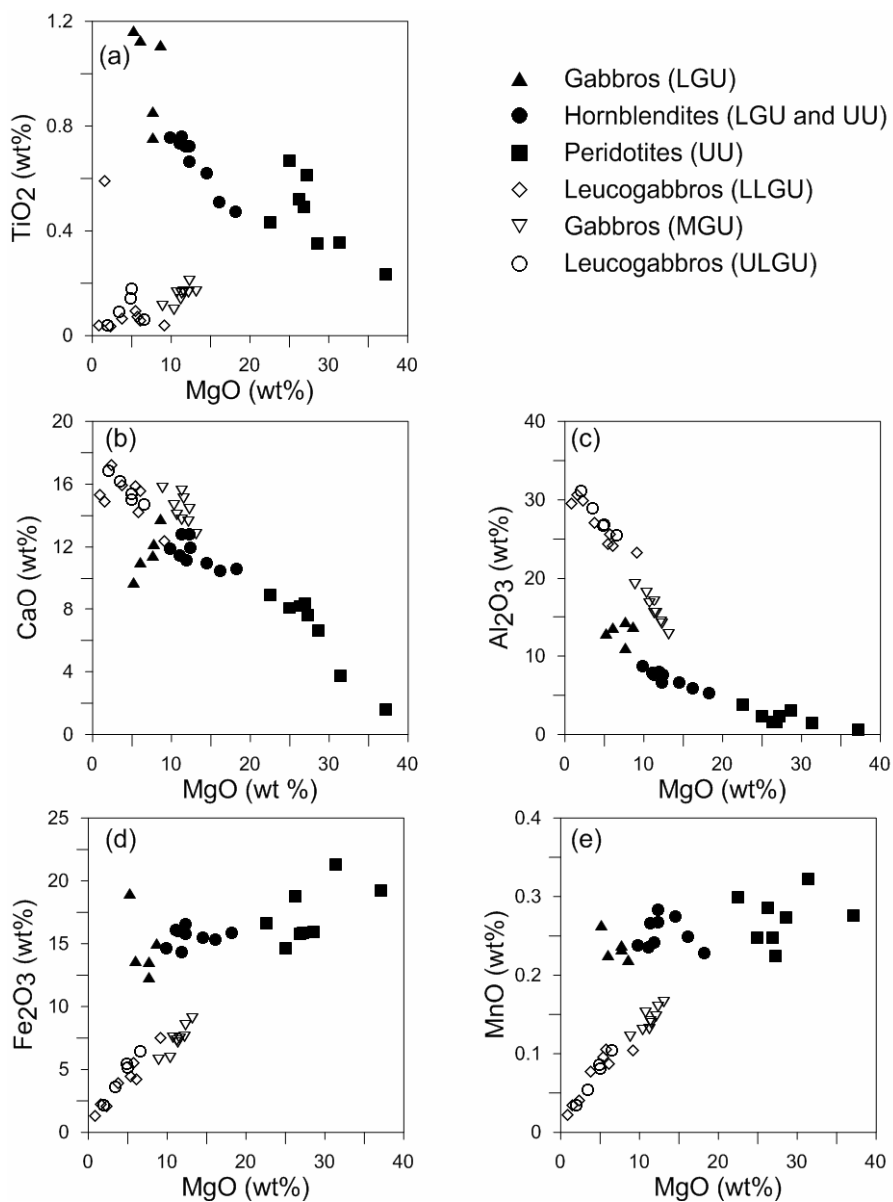 (a)
TiO2 (wt%)
1.2
0.8
0.4
0
0 10 20 30 40
MgO (wt%)
Gabbros (LGU)
Hornblendites (LGU and UU)
Peridotites (UU)
Leucogabbros (LLGU)
Gabbros (MGU)
Leucogabbros (ULGU)
(b)
CaO (wt%)
20
16
12
8
4
0
0 10 20 30 40
MgO (wt %)
(c)
Al2O3 (wt%)
40
30
20
10
0
0 10 20 30 40
MgO (wt%)
(d)
Fe2O3 (wt%)
25
20
15
10
5
0
0 10 20 30 40
MgO (wt%)
(e)
MnO (wt%)
0.4
0.3
0.2
0.1
0
0 10 20 30 40
MgO (wt%)